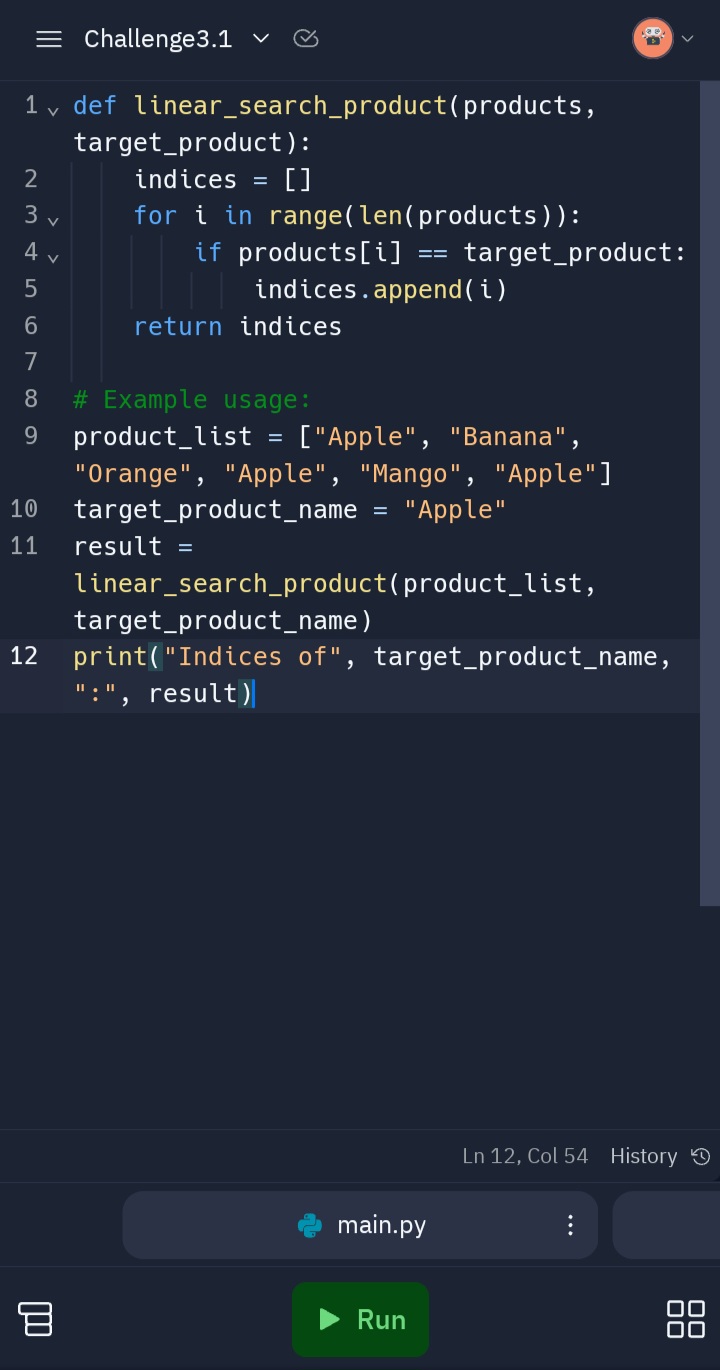 Challenge3.1
1 def linear_search_product(products,
target_product):
2     indices = []
3     for i in range(len(products)):
4         if products[i] == target_product:
5             indices.append(i)
6     return indices
7
8 # Example usage:
9 product_list = ["Apple", "Banana",
"Orange", "Apple", "Mango", "Apple"]
10 target_product_name = "Apple"
11 result =
linear_search_product(product_list,
target_product_name)
12 print("Indices of", target_product_name,
":", result)
Ln 12, Col 54 History
main.py
Run